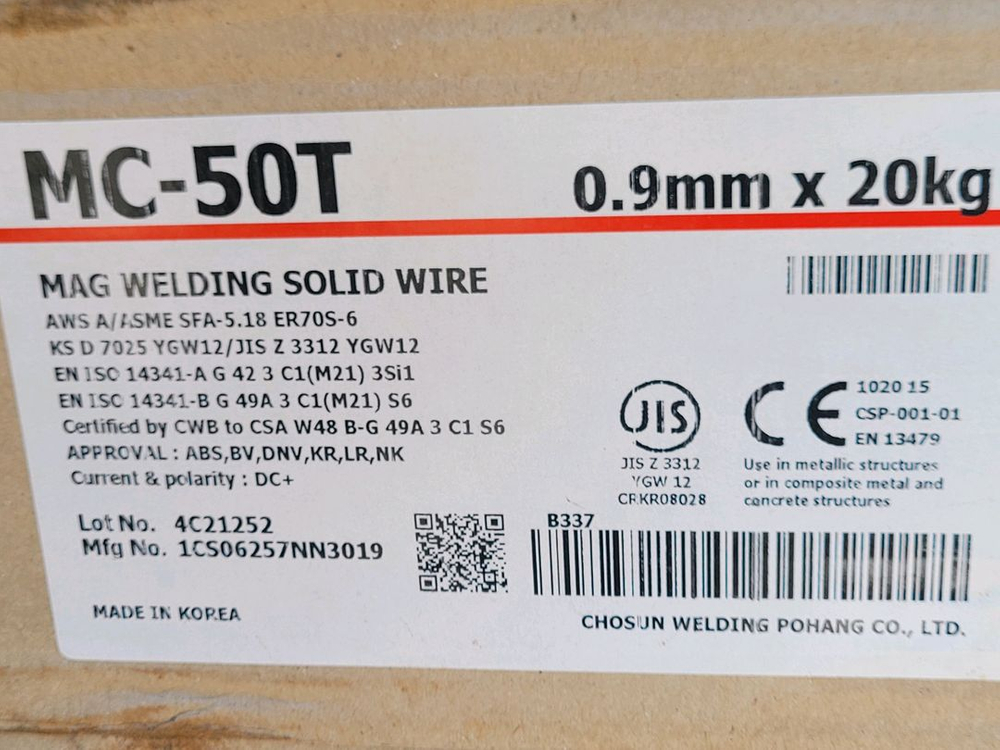 MC-50T
0.9mm x 20kg
MAG WELDING SOLID WIRE
AWS A/ASME SFA-5.18 ER70S-6
KS D 7025 YGW12/JIS Z 3312 YGW12
EN ISO 14341-A G 42 3 C1(M21) 3Si1
EN ISO 14341-B G 49A 3 C1(M21) S6
Certified by CWB to CSA W48 B-G 49A 3 C1 S6
APPROVAL : ABS,BV,DNV,KR,LR,NK
Current & polarity : DC+
Lot No. 4C21252
Mfg No. 1CS06257NN3019
MADE IN KOREA
JIS
JIS Z 3312
YGW 12
CRKR08028
CE
1020 15
CSP-001-01
EN 13479
Use in metallic structures
or in composite metal and
concrete structures
B337
CHOSUN WELDING POHANG CO., LTD.